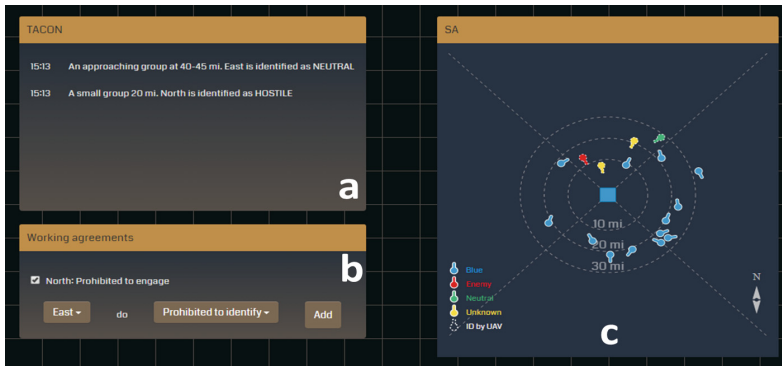 TACON
15:13 An approaching group at 40-45 mi. East is identified as NEUTRAL
15:13 A small group 20 mi. North is identified as HOSTILE
a
Working agreements
North: Prohibited to engage
b
East do Prohibited to identify Add
SA
10 mi
20 mi
30 mi
Blue
Enemy
Neutral
Unknown
ID by UAV
N
c